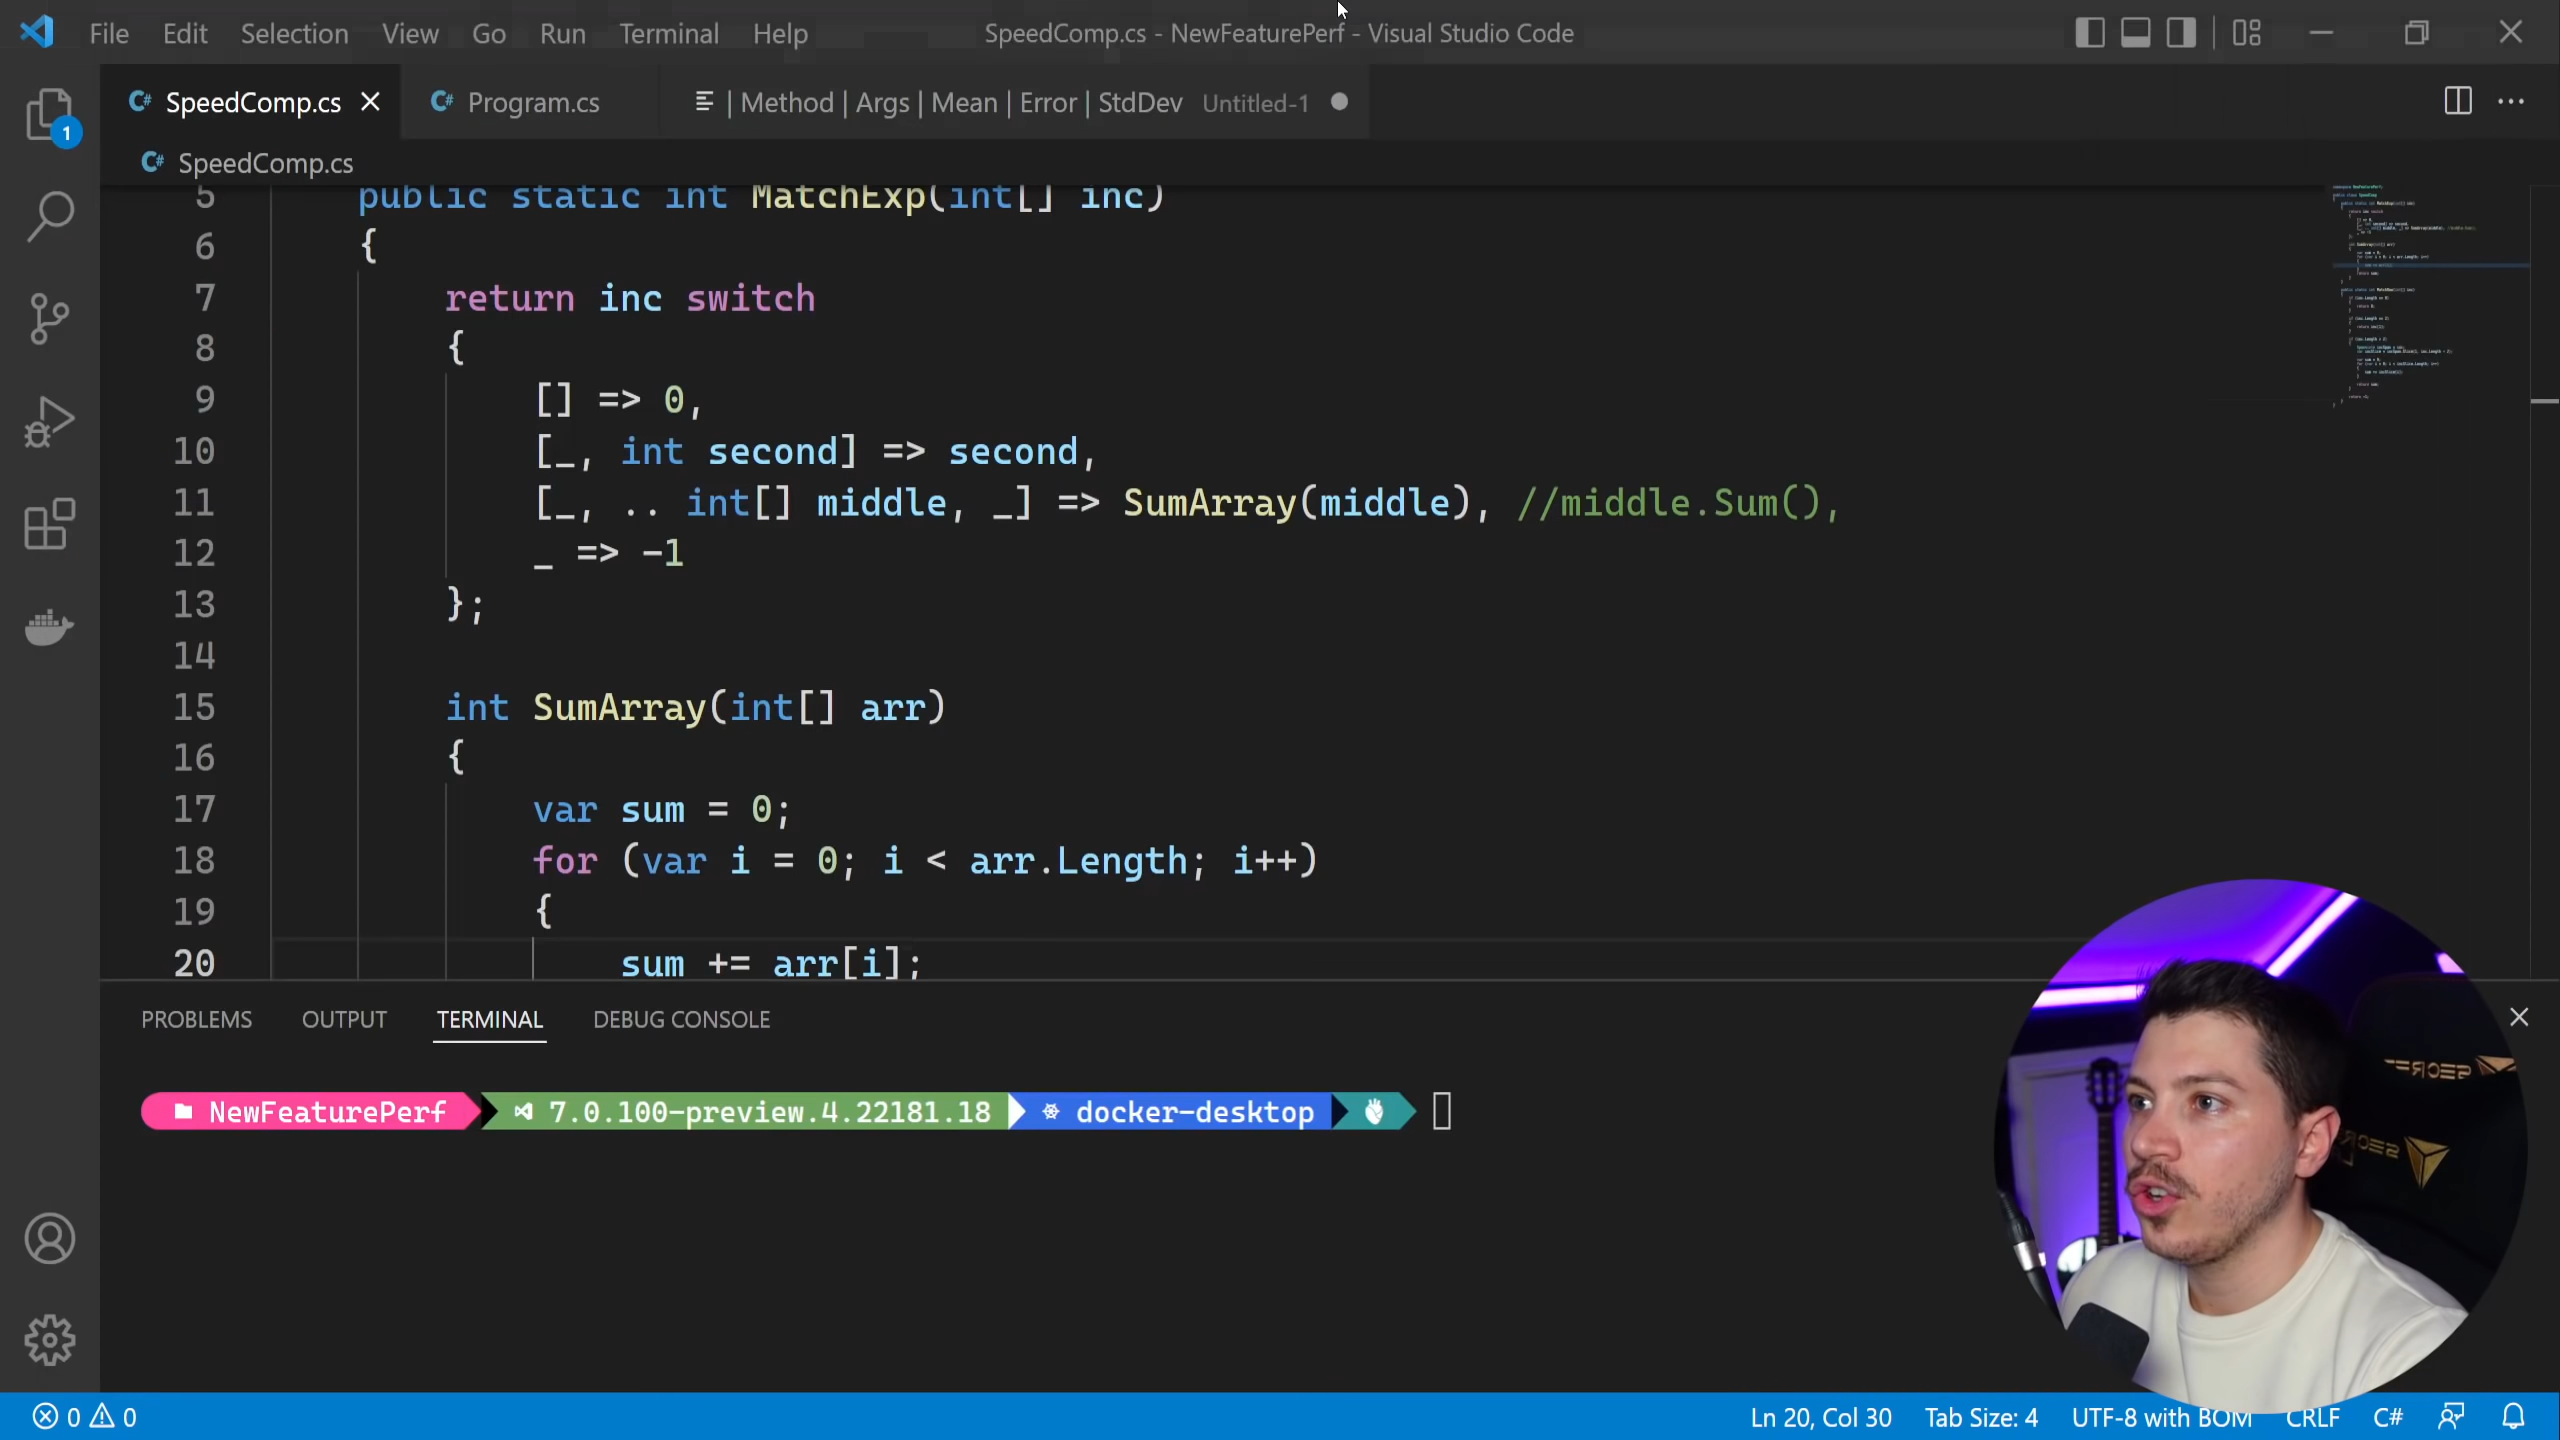 File Edit Selection View Go Run Terminal Help SpeedComp.cs - NewFeaturePerf - Visual Studio Code
SpeedComp.cs Program.cs | Method | Args | Mean | Error | StdDev Untitled-1
1
SpeedComp.cs
5 public static int MatchExp(int[] inc)
6 {
7 return inc switch
8 {
9 [] => 0,
10 [_, int second] => second,
11 [_, .. int[] middle, _] => SumArray(middle), //middle.Sum(),
12 _ => -1
13 };
14
15 int SumArray(int[] arr)
16 {
17 var sum = 0;
18 for (var i = 0; i < arr.Length; i++)
19 {
20 sum += arr[i];
PROBLEMS OUTPUT TERMINAL DEBUG CONSOLE
NewFeaturePerf 7.0.100-preview.4.22181.18 docker-desktop
0 0 Ln 20, Col 30 Tab Size: 4 UTF-8 with BOM CRLF C#